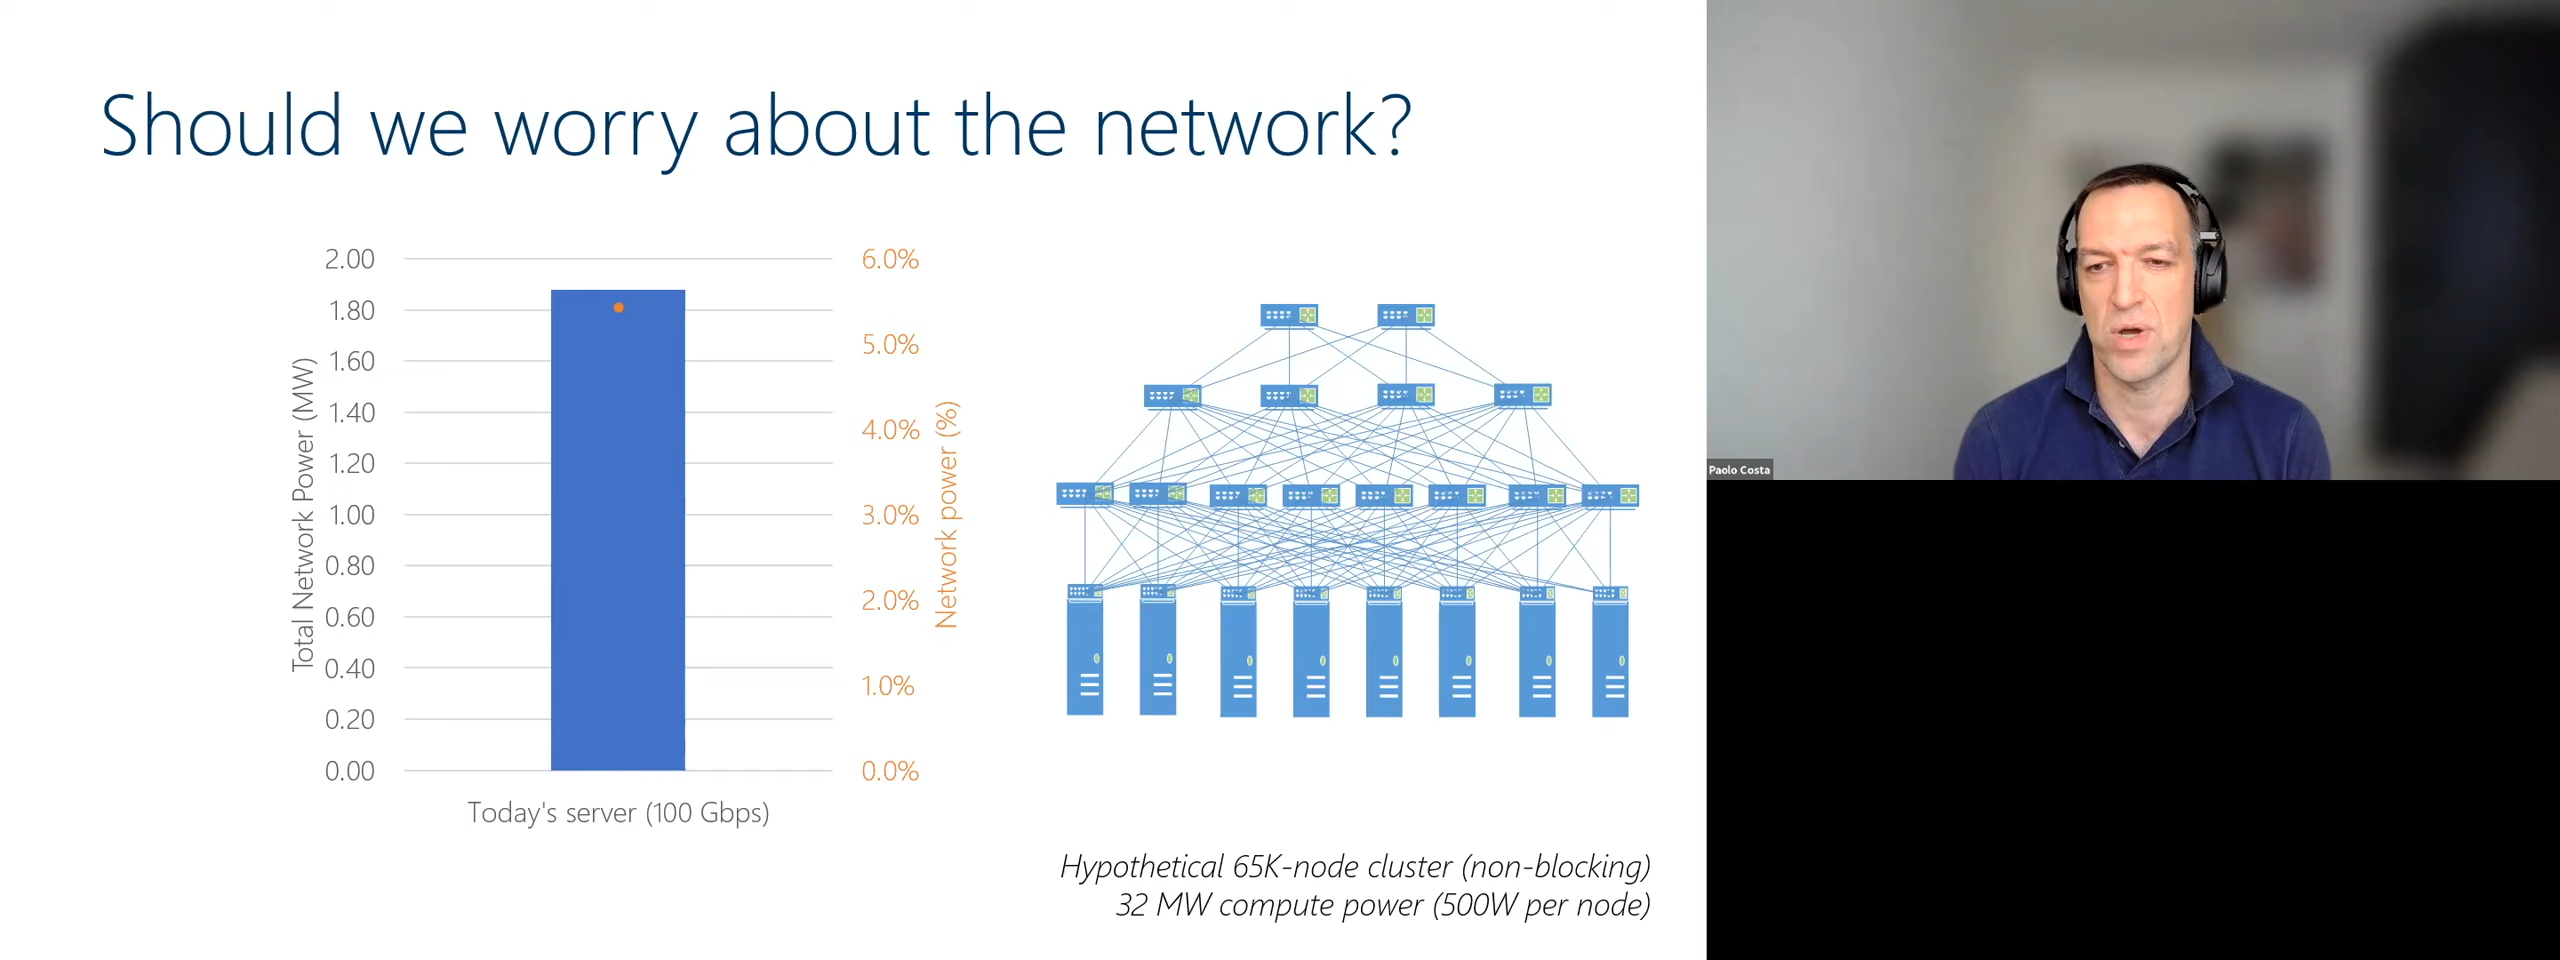 Should we worry about the network?
Total Network Power (MW)
2.00
1.80
1.60
1.40
1.20
1.00
0.80
0.60
0.40
0.20
0.00
6.0%
5.0%
4.0%
3.0%
2.0%
1.0%
0.0%
Network power (%)
Today's server (100 Gbps)
Hypothetical 65K-node cluster (non-blocking)
32 MW compute power (500W per node)
Paolo Costa